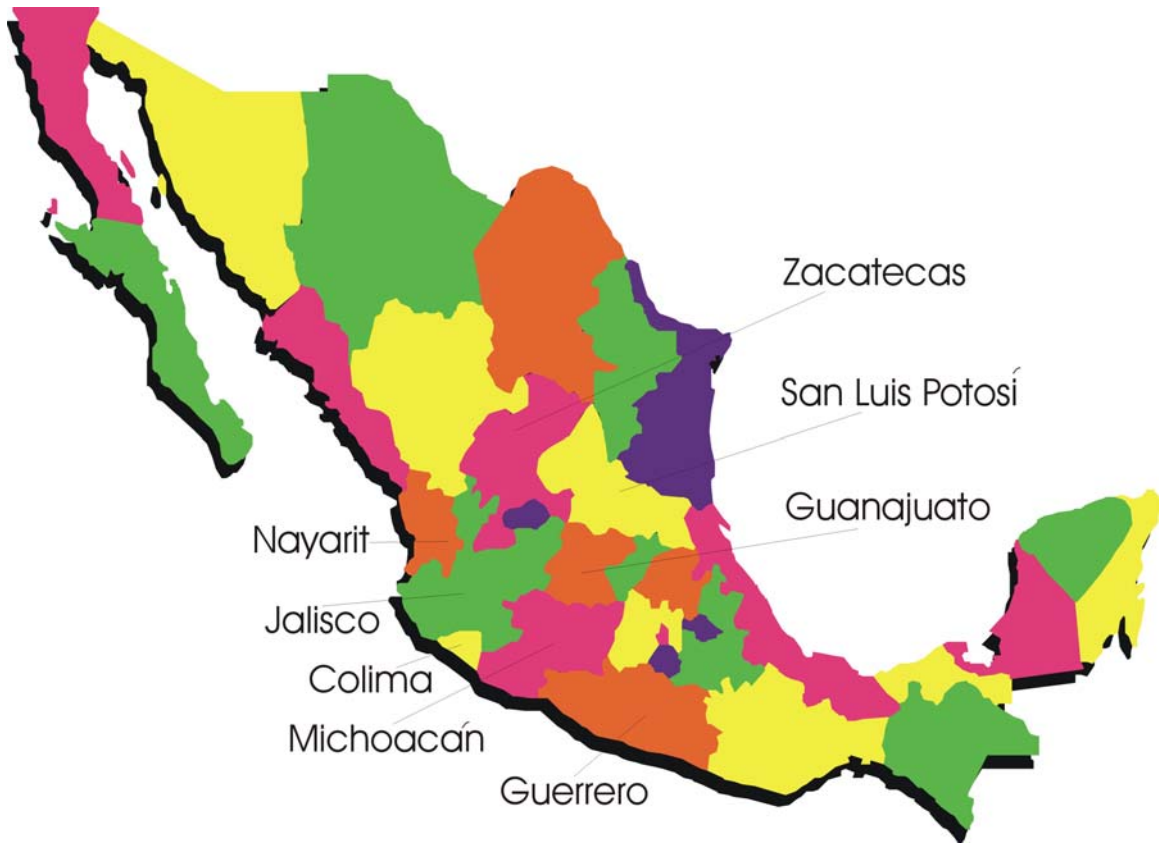 Zacatecas
San Luis Potosí
Guanajuato
Nayarit
Jalisco
Colima
Michoacán
Guerrero